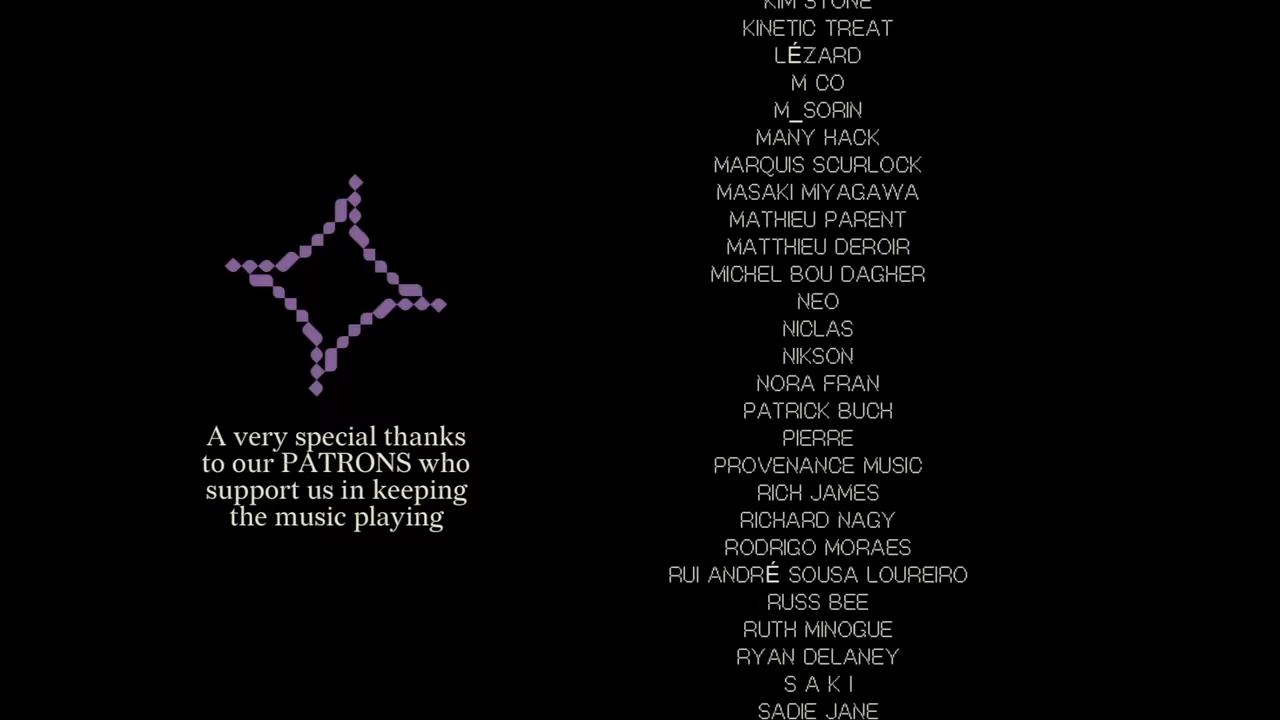 A very special thanks
to our PATRONS who
support us in keeping
the music playing
KIM STONE
KINETIC TREAT
LÉZARD
M CO
M_SORIN
MANY HACK
MARQUIS SCURLOCK
MASAKI MIYAGAWA
MATHIEU PARENT
MATTHIEU DEROIR
MICHEL BOU DAGHER
NEO
NICLAS
NIKSON
NORA FRAN
PATRICK BUCH
PIERRE
PROVENANCE MUSIC
RICH JAMES
RICHARD NAGY
RODRIGO MORAES
RUI ANDRÉ SOUSA LOUREIRO
RUSS BEE
RUTH MINOGUE
RYAN DELANEY
S A K I
SADIE JANE